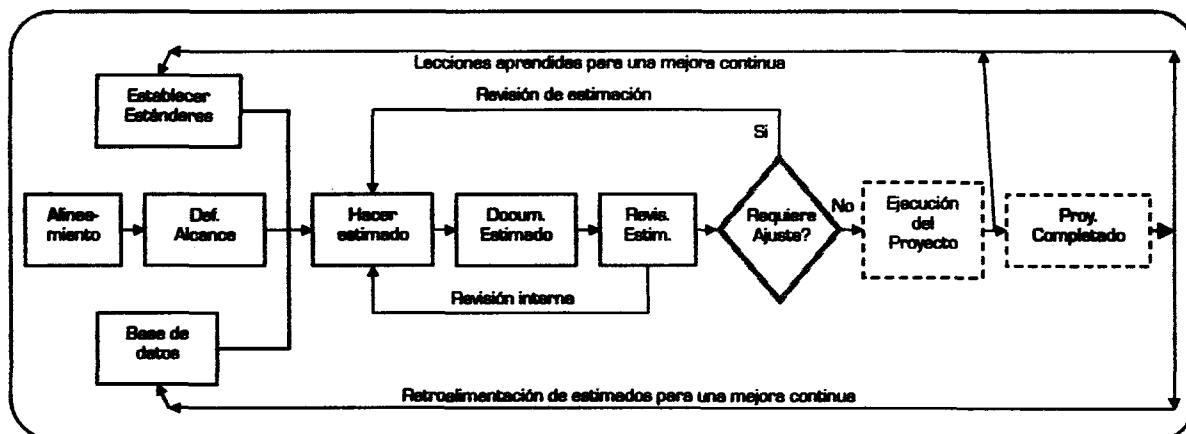 Lecciones aprendidas para una mejora continua
Establecer
Estándares
Revisión de estimación
Si
Alinea-
miento
Def.
Alcance
Hacer
estimado
Docum.
Estimado
Revis.
Estim.
Requiere
Ajuste?
No
Ejecución
del
Proyecto
Proy.
Completado
Revisión interna
Base de
datos
Retroalimentación de estimados para una mejora continua